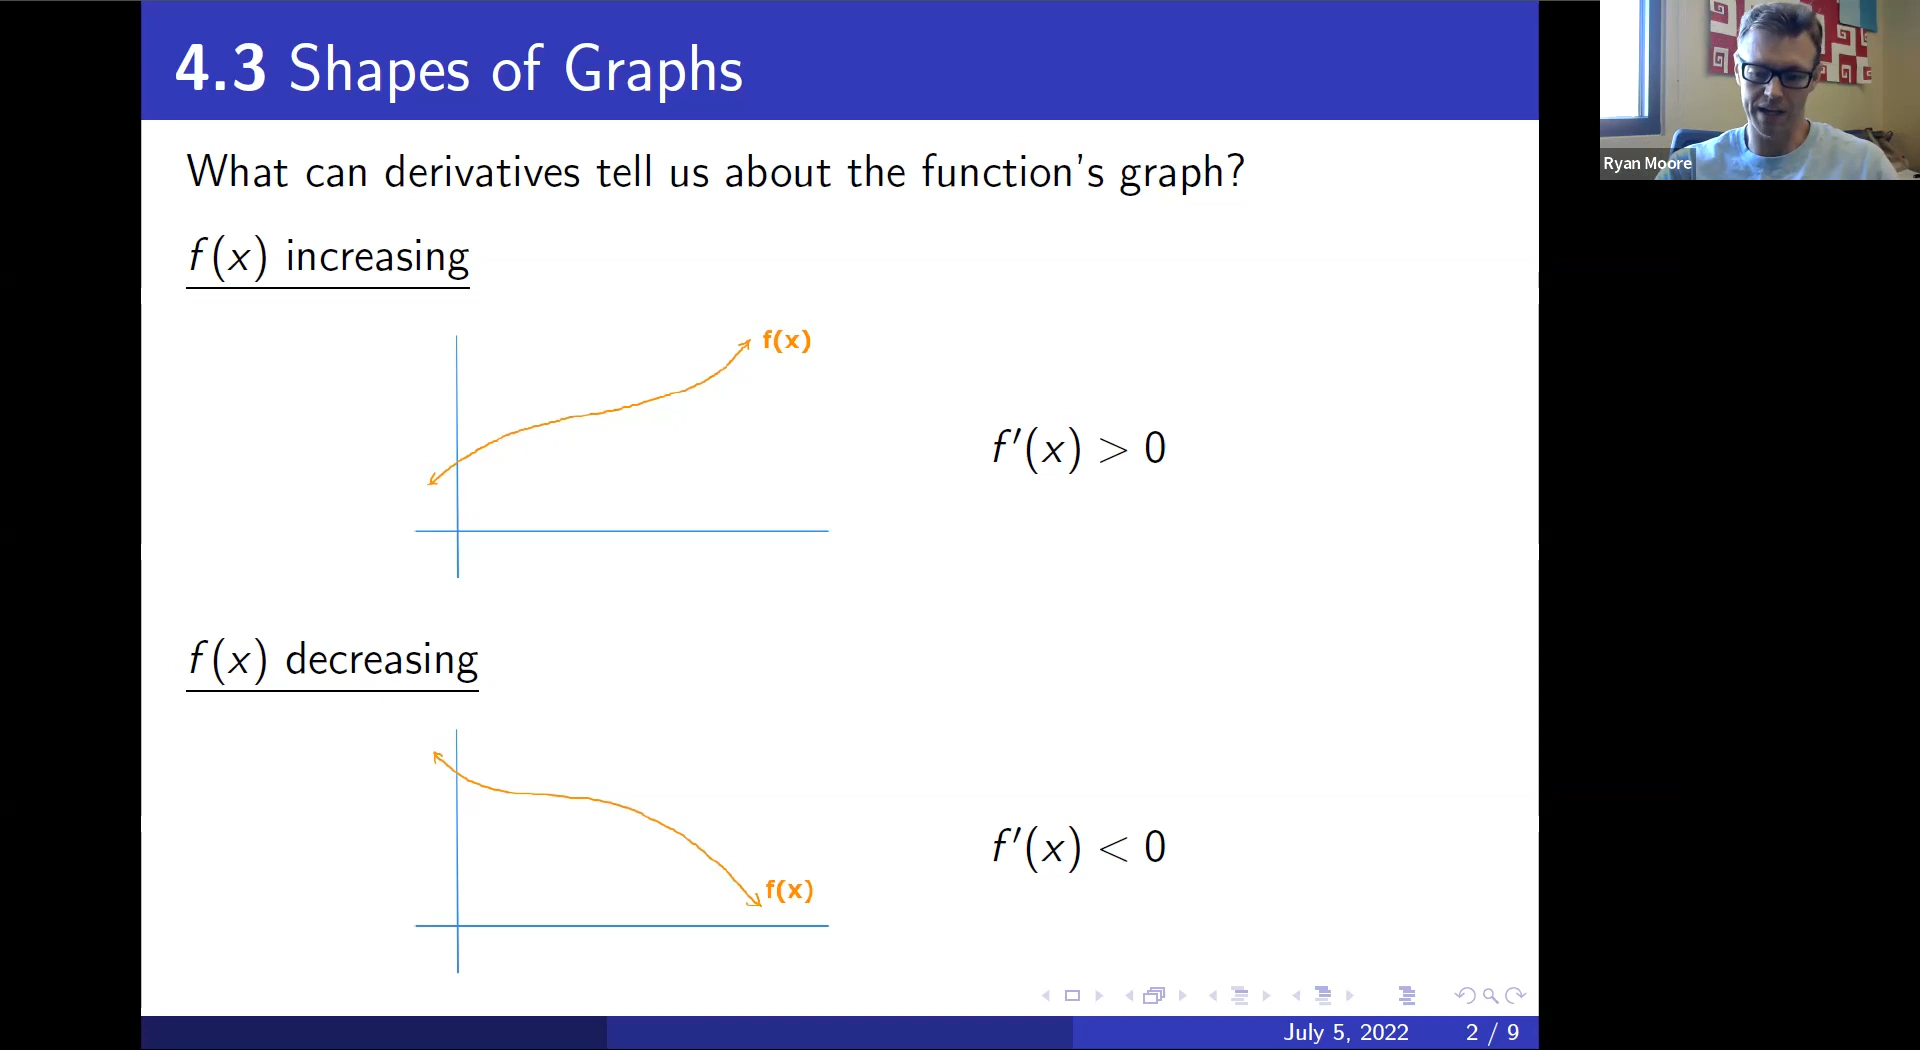 4.3 Shapes of Graphs
Ryan Moore
What can derivatives tell us about the function's graph?
f(x) increasing
f(x)
f′(x) > 0
f(x) decreasing
f′(x) < 0
f(x)
July 5, 2022 2 / 9